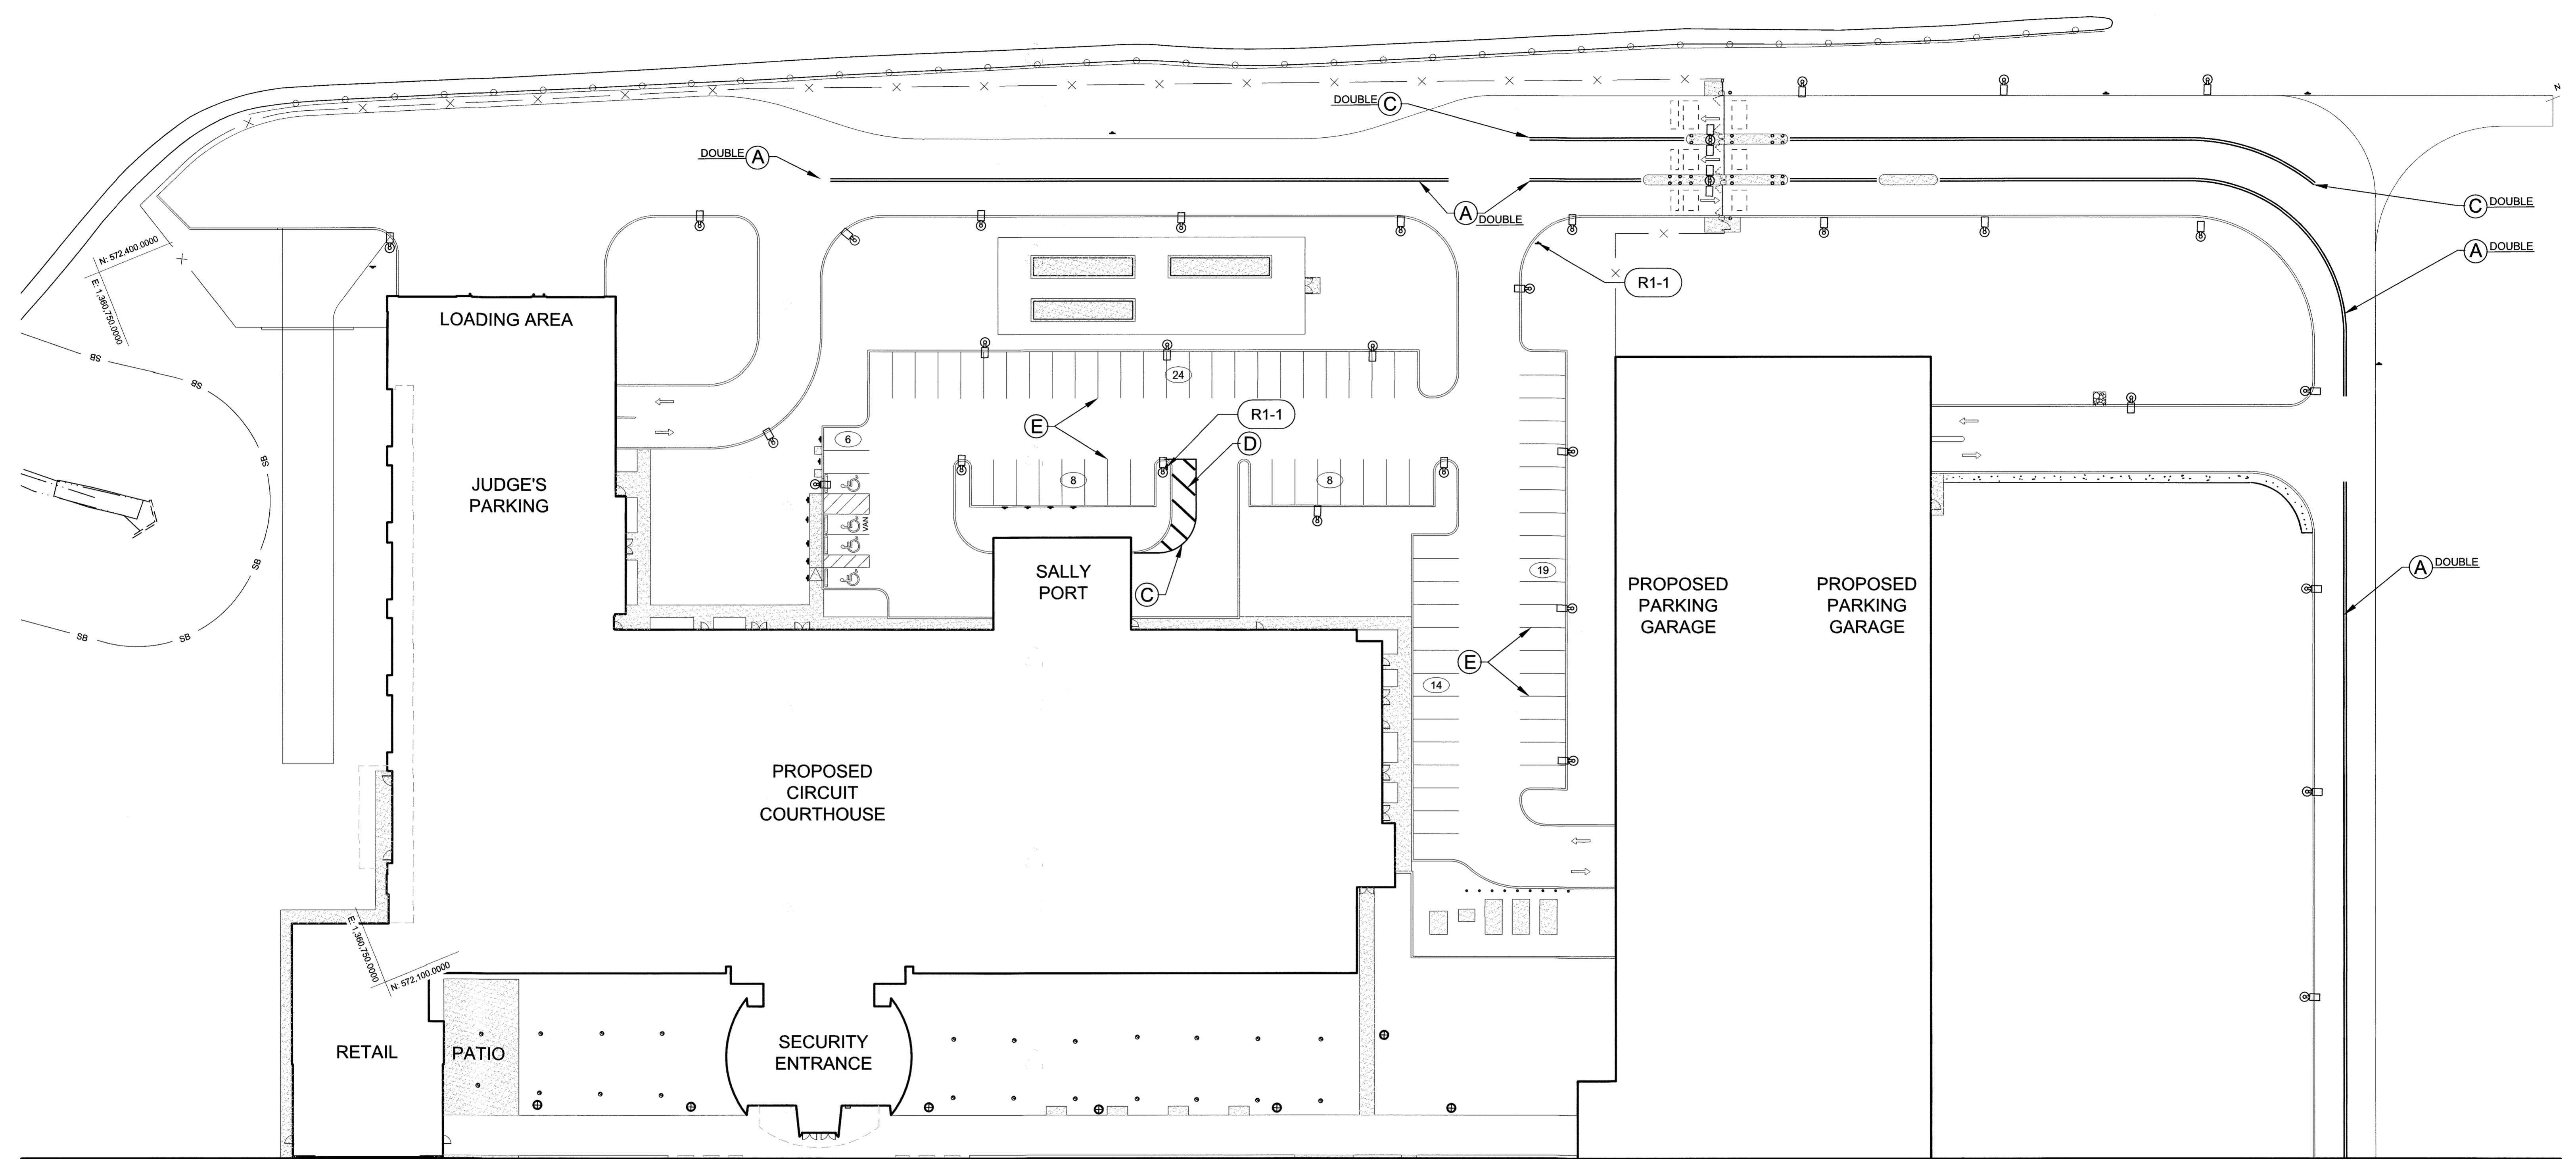 N
DOUBLE C
DOUBLE A
A DOUBLE
C DOUBLE
A DOUBLE
N: 572,400.0000
E: 1,360,750.0000
R1-1
LOADING AREA
SB
SB
SB
SB
SB
SB
24
R1-1
E
D
6
8
8
JUDGE'S
PARKING
VAN
SALLY
PORT
C
19
A DOUBLE
PROPOSED
PARKING
GARAGE
PROPOSED
PARKING
GARAGE
E
14
PROPOSED
CIRCUIT
COURTHOUSE
E: 1,360,750.0000
N: 572,100.0000
RETAIL
PATIO
SECURITY
ENTRANCE